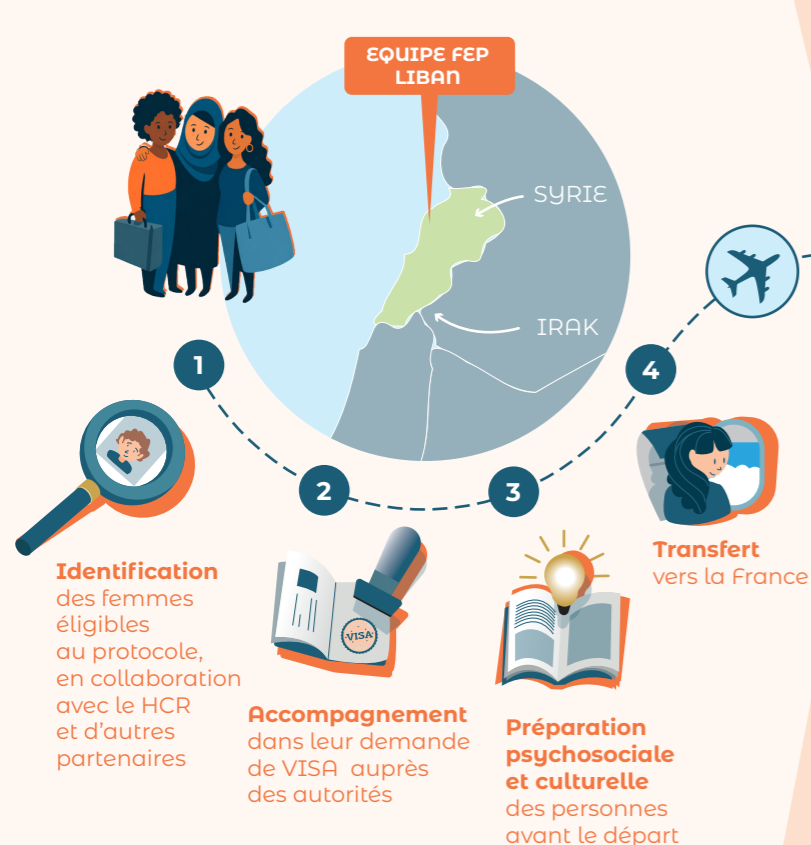 EQUIPE FEP
LIBAN
SYRIE
IRAK
1
2
3
4
Identification
des femmes
éligibles
au protocole,
en collaboration
avec le HCR
et d'autres
partenaires
VISA
Accompagnement
dans leur demande
de VISA auprès
des autorités
Préparation
psychosociale
et culturelle
des personnes
avant le départ
Transfert
vers la France